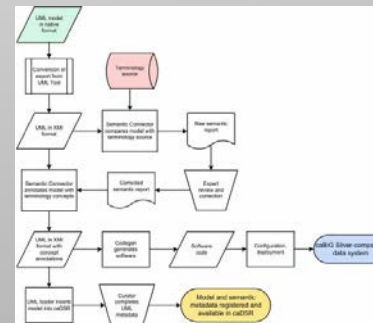 UML model
in native
format
Conversion or
export from
UML Tool
Terminology
source
UML in XMI
format
Semantic Connector
compares model with
terminology source
Raw semantic
report
Semantic Connector
annotates model with
terminology concepts
Corrected
semantic report
Expert
review and
correction
UML in XMI
format with
concept
annotations
Codegen
generates
software
Software
code
Configuration,
deployment
caBIG Silver-compa
data system
UML loader inserts
model into caDSR
Curator
completes
UML
metadata
Model and semantic
metadata registered
and available in caDSR